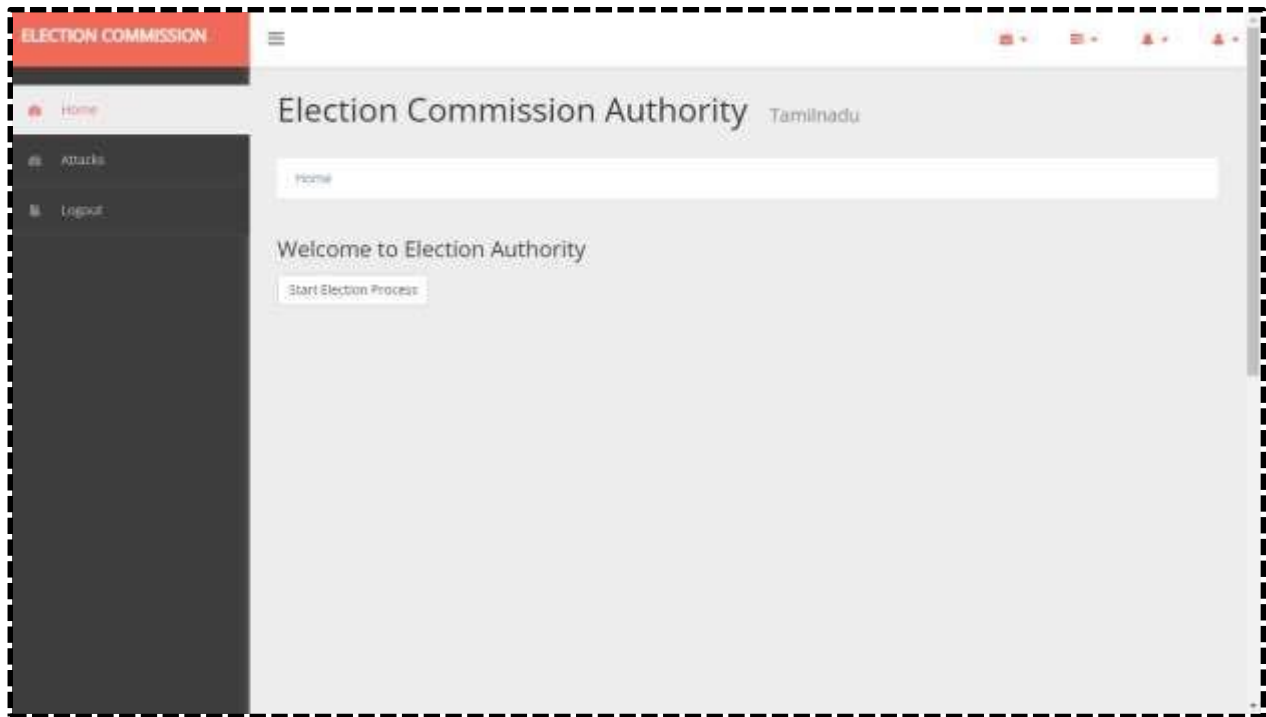 ELECTION COMMISSION
Home
Attacks
Logout
Election Commission Authority Tamilnadu
Home
Welcome to Election Authority
Start Election Process